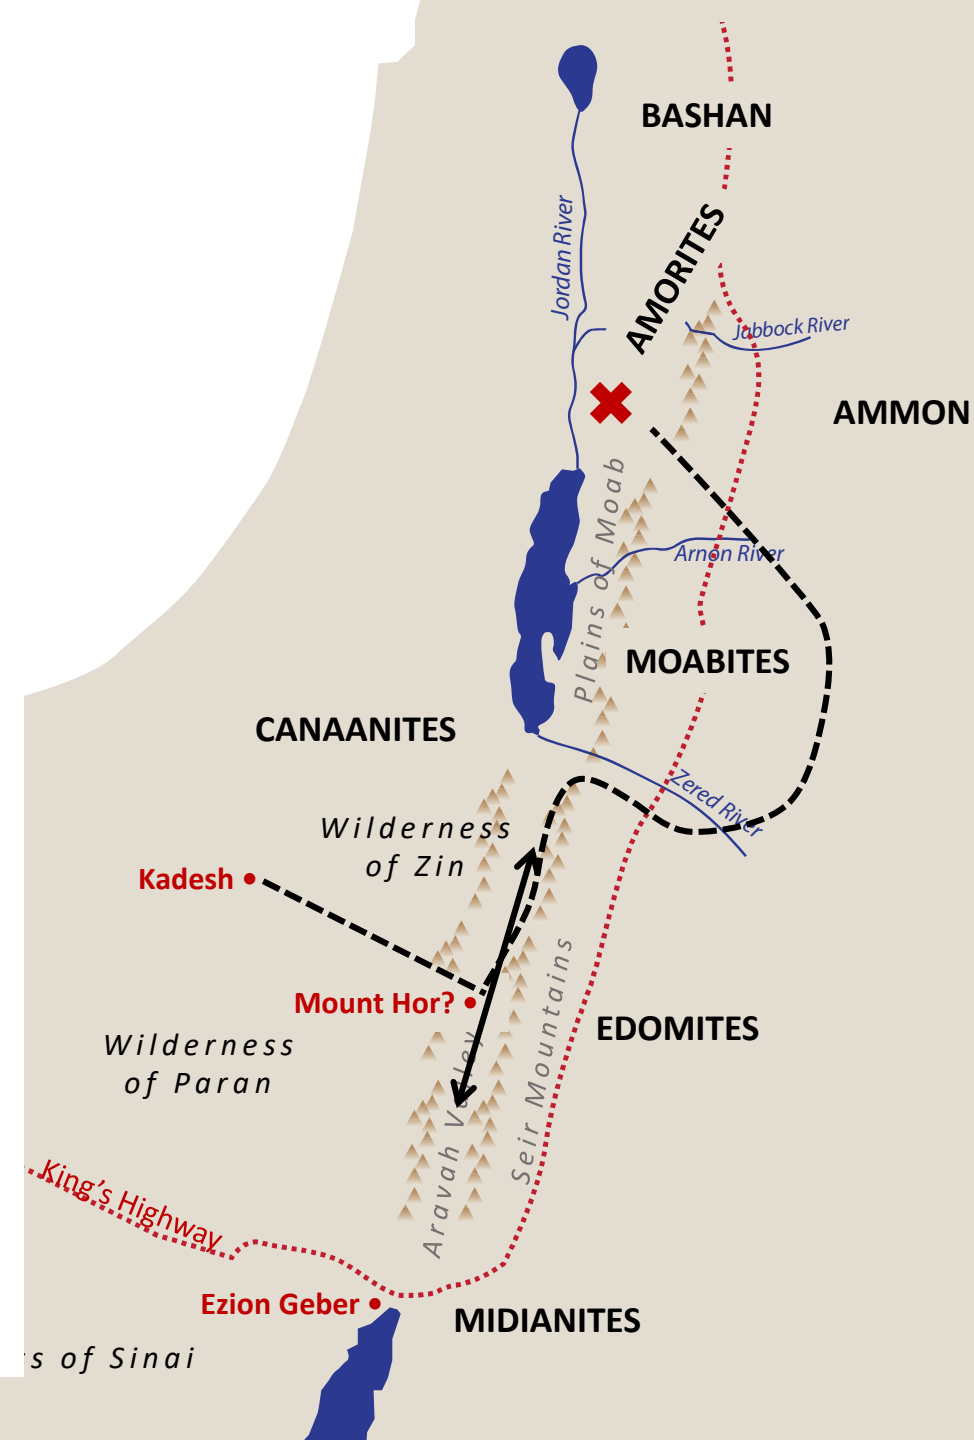 BASHAN
Jordan River
AMORITES
Jabbock River
AMMON
Plains of Moab
Arnon River
MOABITES
CANAANITES
Zered River
Wilderness
of Zin
Kadesh
Mount Hor?
EDOMITES
Wilderness
of Paran
Aravah Valley
Seir Mountains
King's Highway
Ezion Geber
MIDIANITES
s of Sinai